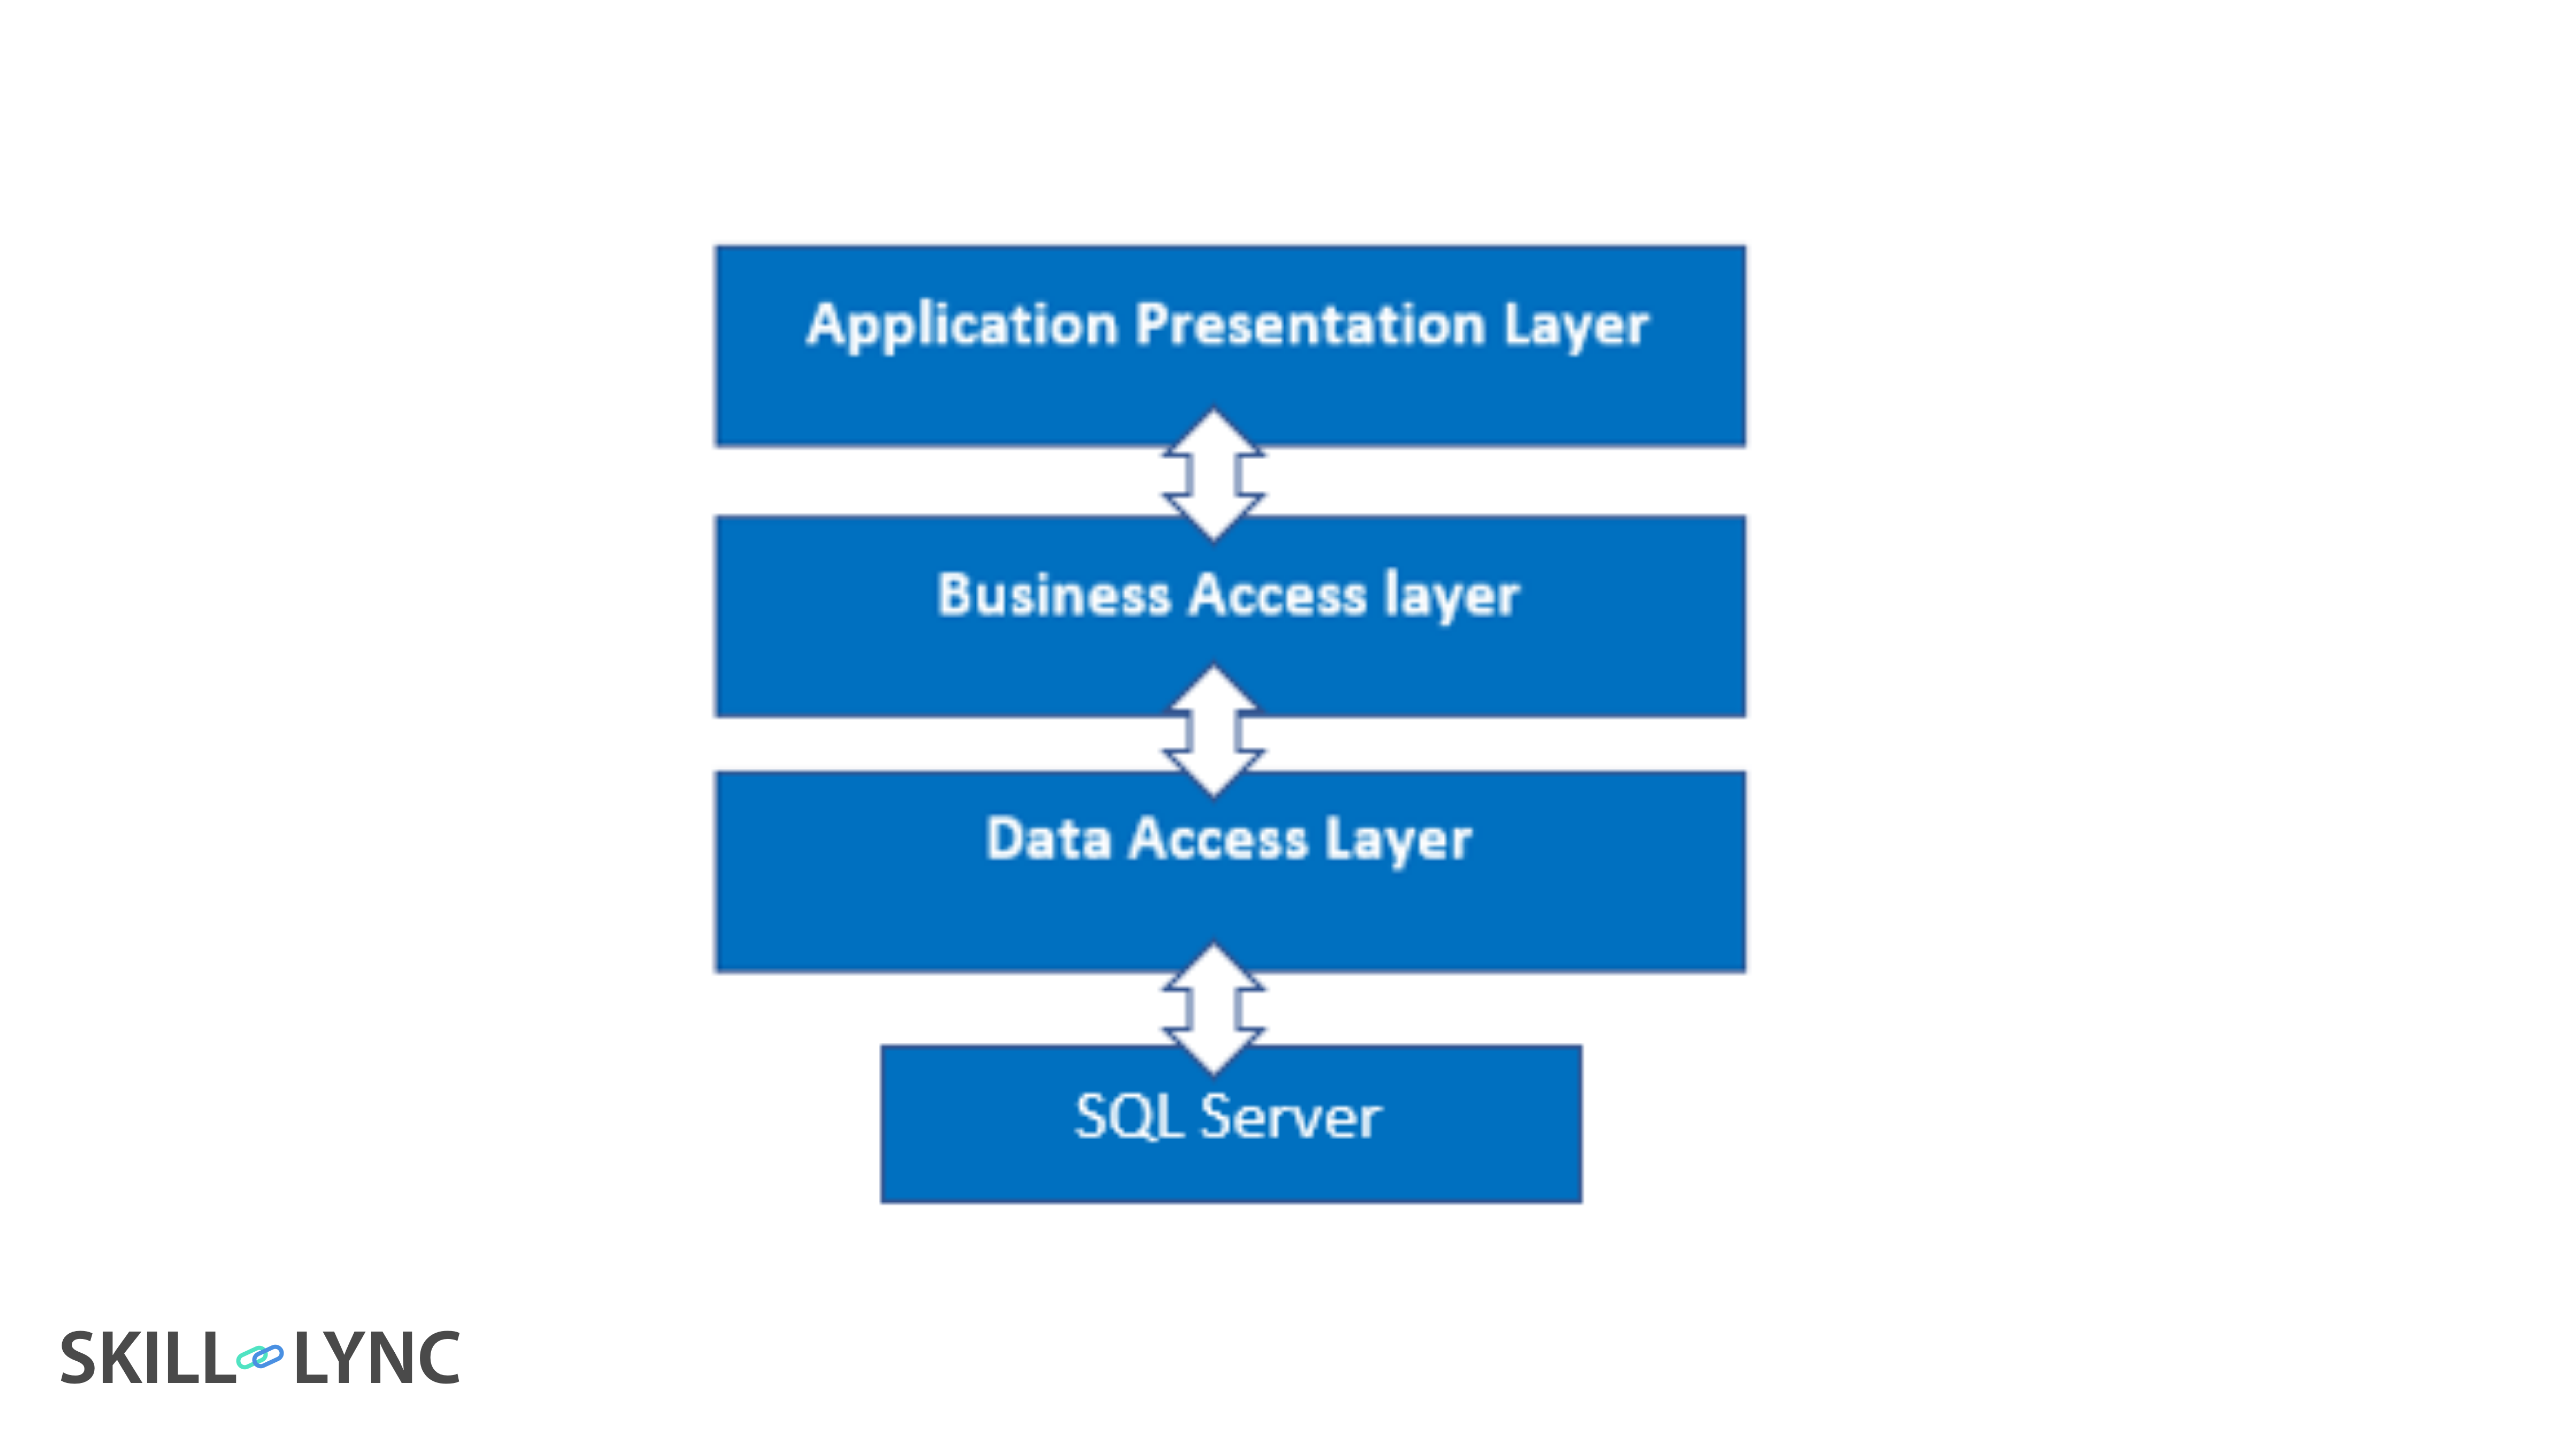 Application Presentation Layer
Business Access layer
Data Access Layer
SQL Server
SKILL LYNC